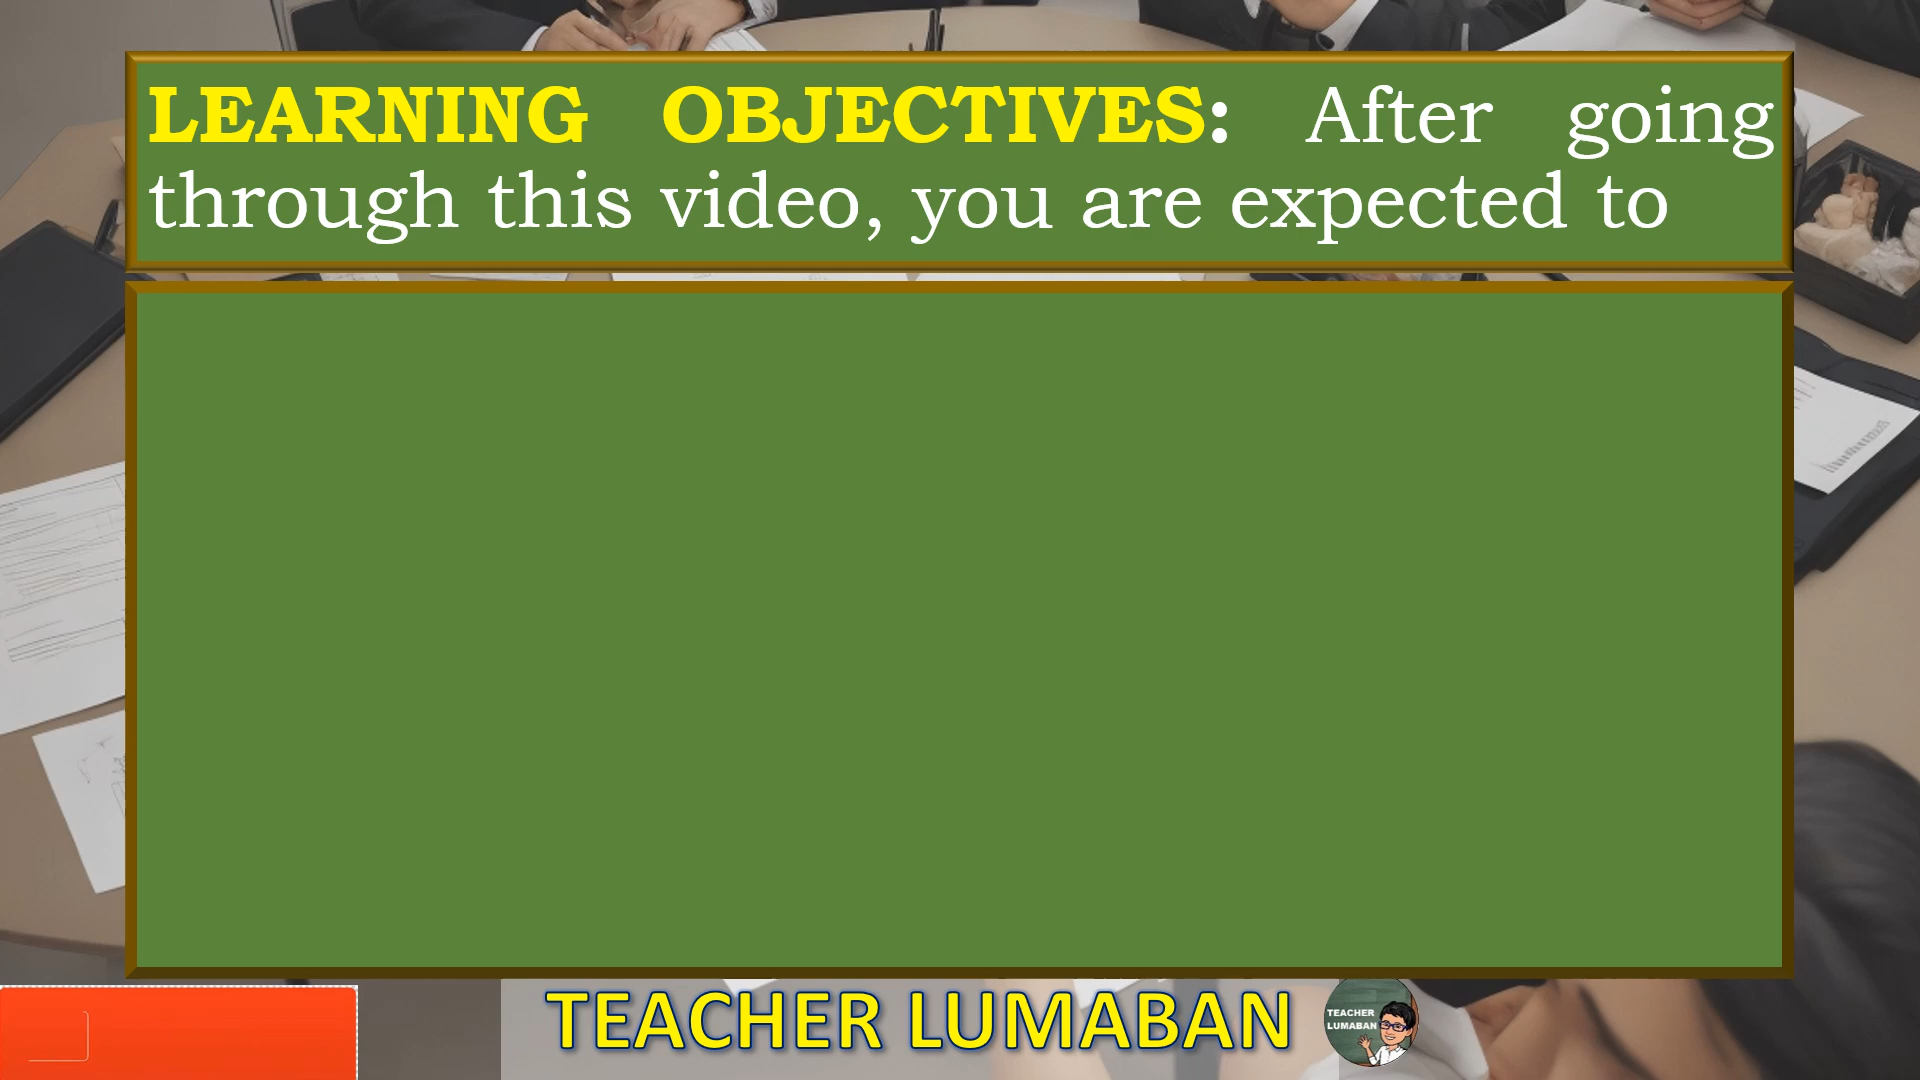 LEARNING OBJECTIVES: After going
through this video, you are expected to
TEACHER LUMABAN
TEACHER
LUMABAN